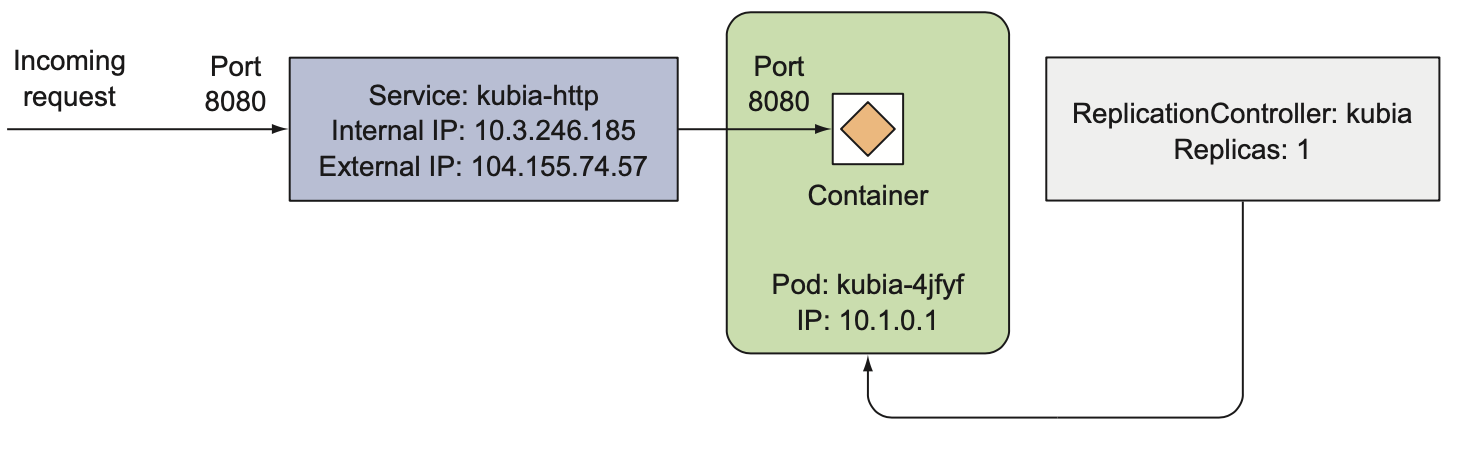 Incoming
request
Port
8080
Service: kubia-http
Internal IP: 10.3.246.185
External IP: 104.155.74.57
Port
8080
Container
Pod: kubia-4jfyf
IP: 10.1.0.1
ReplicationController: kubia
Replicas: 1